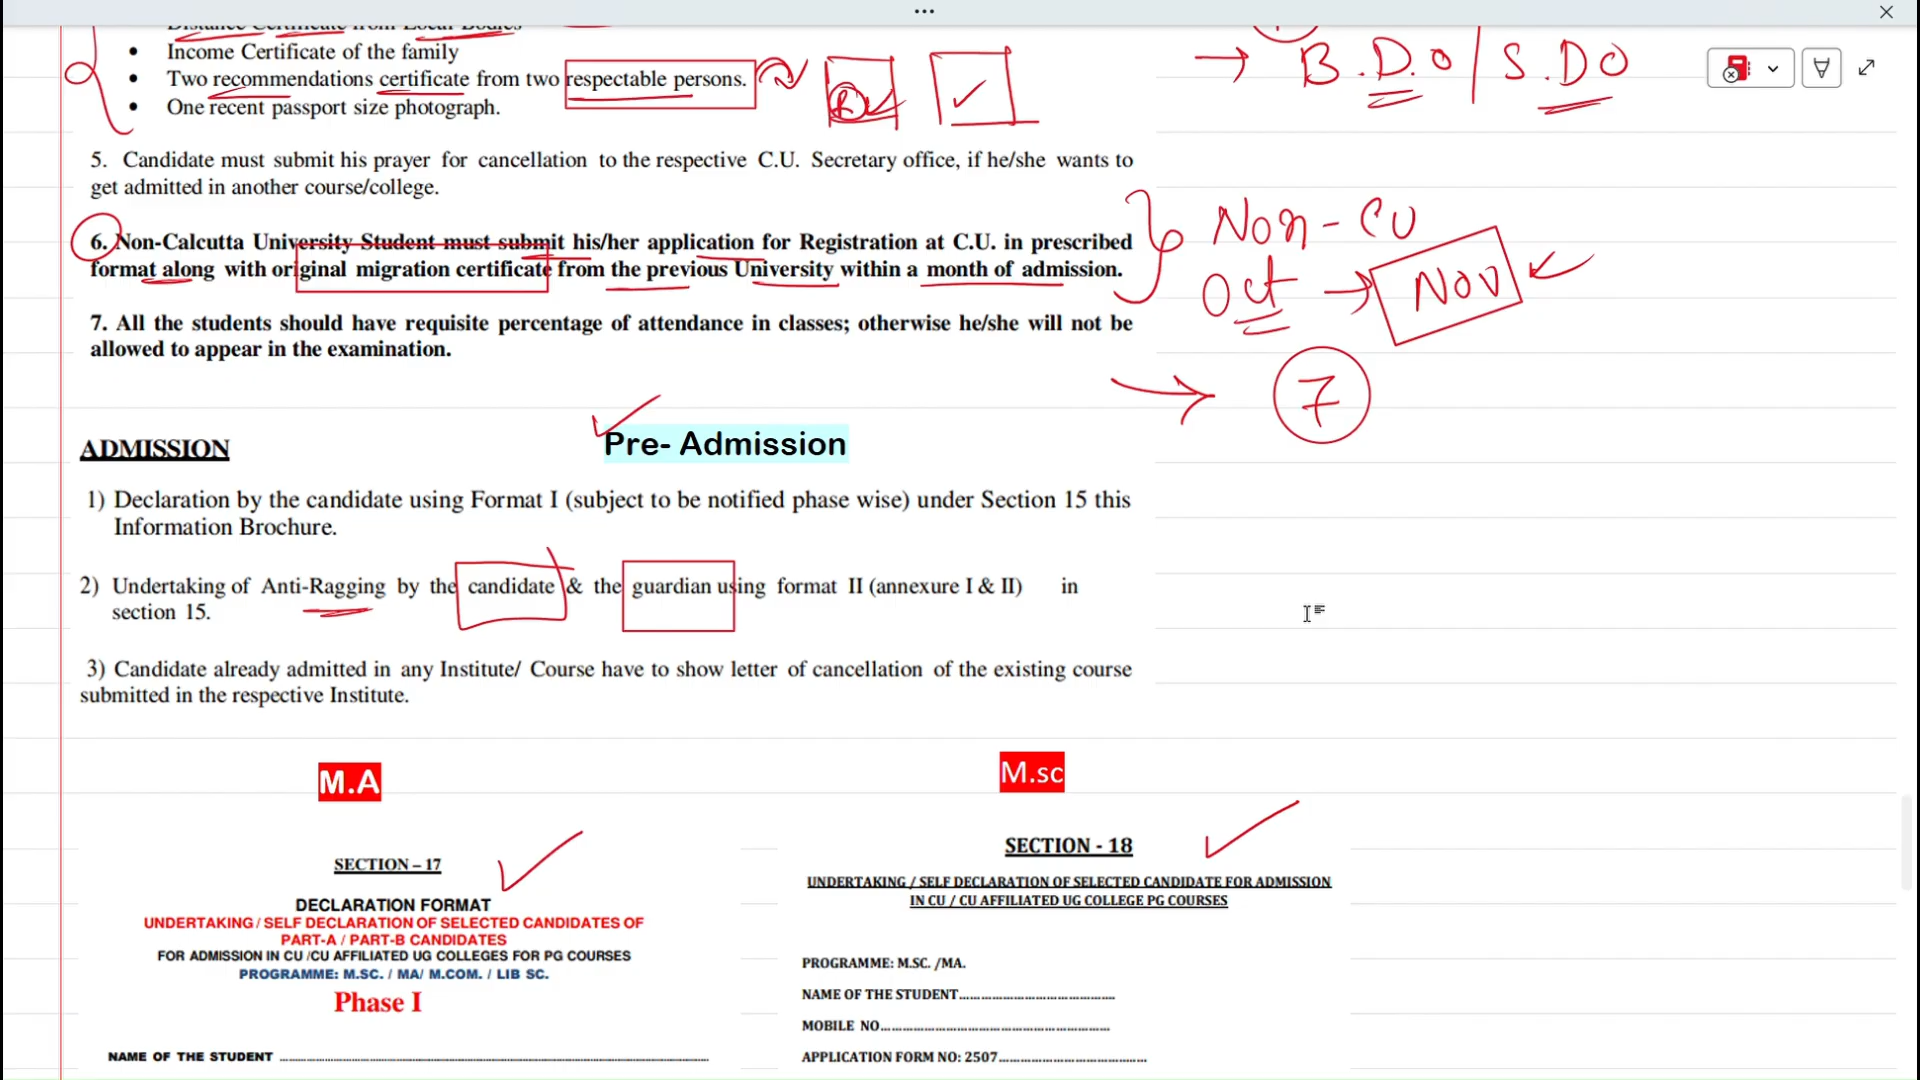 Distance Certificate from Local Bodies
• Income Certificate of the family
• Two recommendations certificate from two respectable persons.
• One recent passport size photograph.
→ B.D.O / S.DO
5. Candidate must submit his prayer for cancellation to the respective C.U. Secretary office, if he/she wants to
get admitted in another course/college.
6. Non-Calcutta University Student must submit his/her application for Registration at C.U. in prescribed
format along with original migration certificate from the previous University within a month of admission.
Non-CU
Oct → Nov
7. All the students should have requisite percentage of attendance in classes; otherwise he/she will not be
allowed to appear in the examination.
→ 7
ADMISSION
Pre- Admission
1) Declaration by the candidate using Format I (subject to be notified phase wise) under Section 15 this
Information Brochure.
2) Undertaking of Anti-Ragging by the candidate & the guardian using format II (annexure I & II) in
section 15.
3) Candidate already admitted in any Institute/ Course have to show letter of cancellation of the existing course
submitted in the respective Institute.
M.A
SECTION – 17
DECLARATION FORMAT
UNDERTAKING / SELF DECLARATION OF SELECTED CANDIDATES OF
PART-A / PART-B CANDIDATES
FOR ADMISSION IN CU /CU AFFILIATED UG COLLEGES FOR PG COURSES
PROGRAMME: M.SC. / MA/ M.COM. / LIB SC.
Phase I
NAME OF THE STUDENT ........................
M.sc
SECTION - 18
UNDERTAKING / SELF DECLARATION OF SELECTED CANDIDATE FOR ADMISSION
IN CU / CU AFFILIATED UG COLLEGE PG COURSES
PROGRAMME: M.SC. /MA.
NAME OF THE STUDENT........................
MOBILE NO........................
APPLICATION FORM NO: 2507........................